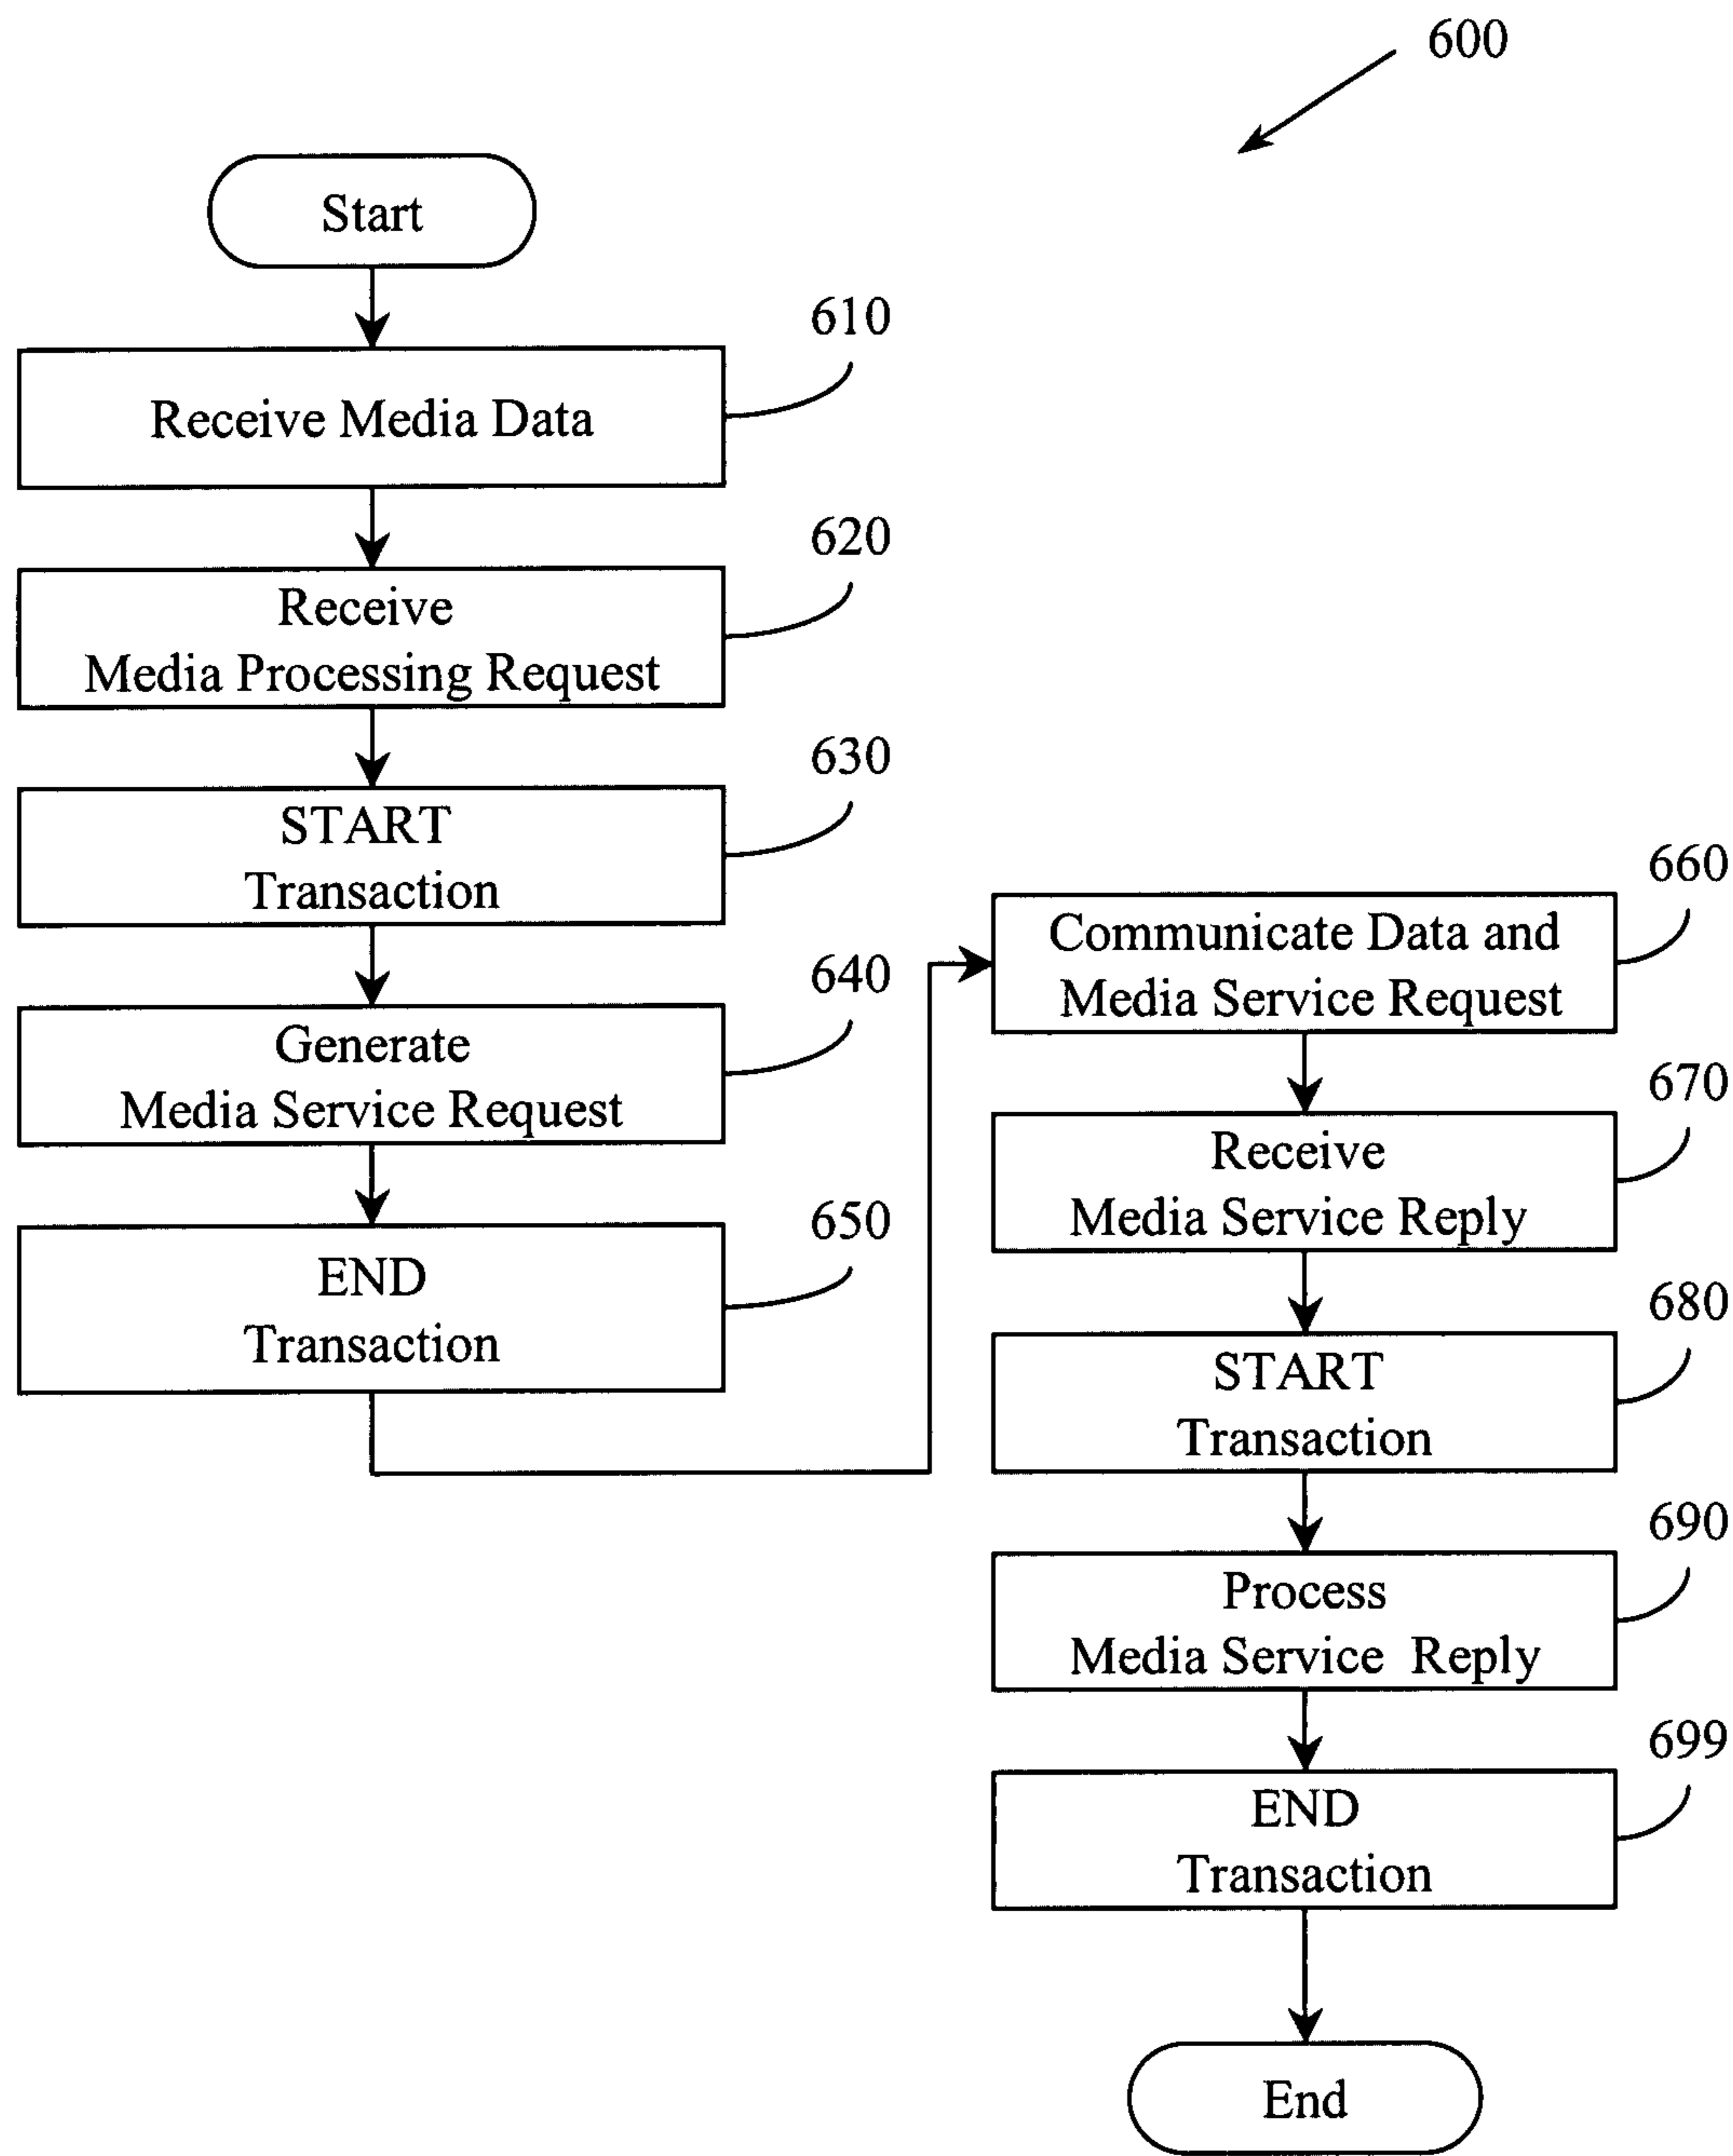 600
Start
610
Receive Media Data
620
Receive
Media Processing Request
630
START
Transaction
640
Generate
Media Service Request
650
END
Transaction
660
Communicate Data and
Media Service Request
670
Receive
Media Service Reply
680
START
Transaction
690
Process
Media Service Reply
699
END
Transaction
End